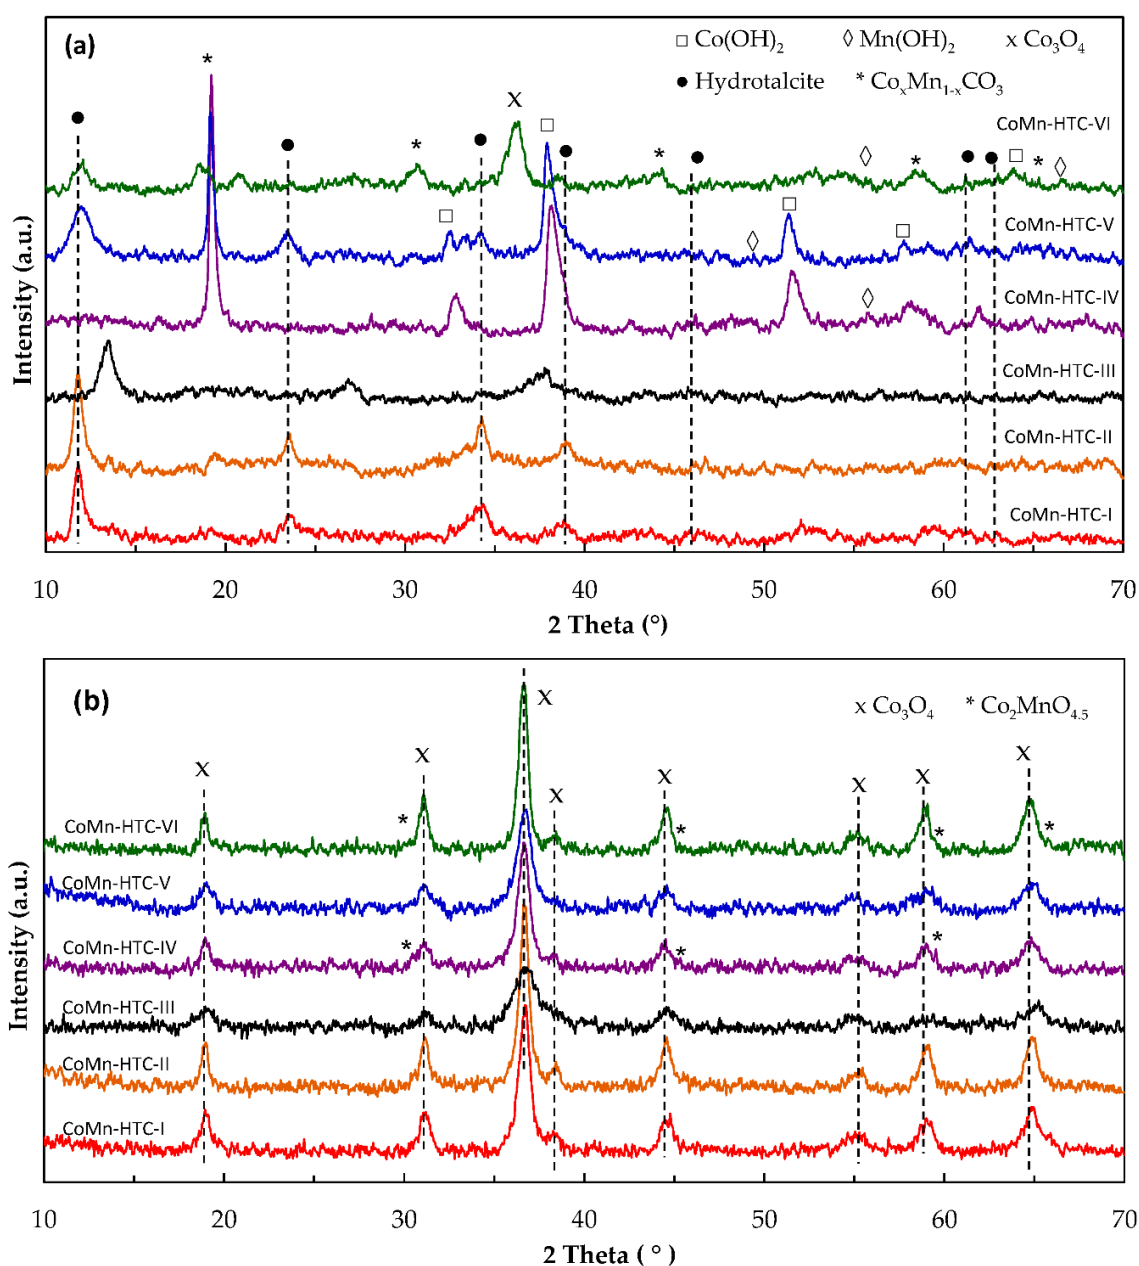 (a)
□ Co(OH)₂ ◊ Mn(OH)₂ x Co₃O₄
● Hydrotalcite * CoₓMn₁₋ₓCO₃
CoMn-HTC-VI
CoMn-HTC-V
CoMn-HTC-IV
CoMn-HTC-III
CoMn-HTC-II
CoMn-HTC-I
Intensity (a.u.)
10 20 30 40 50 60 70
2 Theta (°)
(b)
x Co₃O₄ * Co₂MnO₄.₅
CoMn-HTC-VI
CoMn-HTC-V
CoMn-HTC-IV
CoMn-HTC-III
CoMn-HTC-II
CoMn-HTC-I
Intensity (a.u.)
10 20 30 40 50 60 70
2 Theta ( ° )